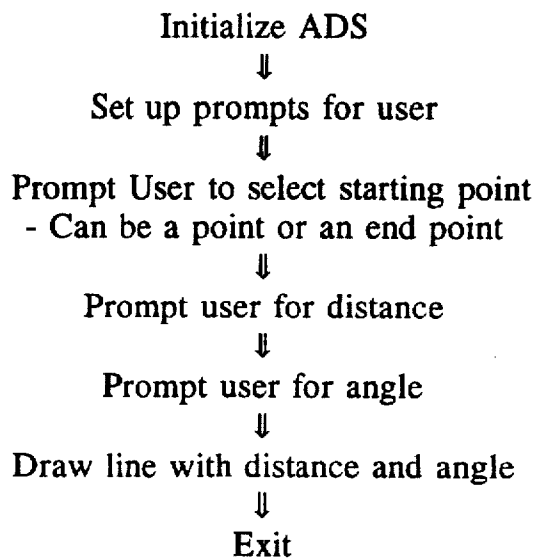 Initialize ADS
⇓
Set up prompts for user
⇓
Prompt User to select starting point
- Can be a point or an end point
⇓
Prompt user for distance
⇓
Prompt user for angle
⇓
Draw line with distance and angle
⇓
Exit